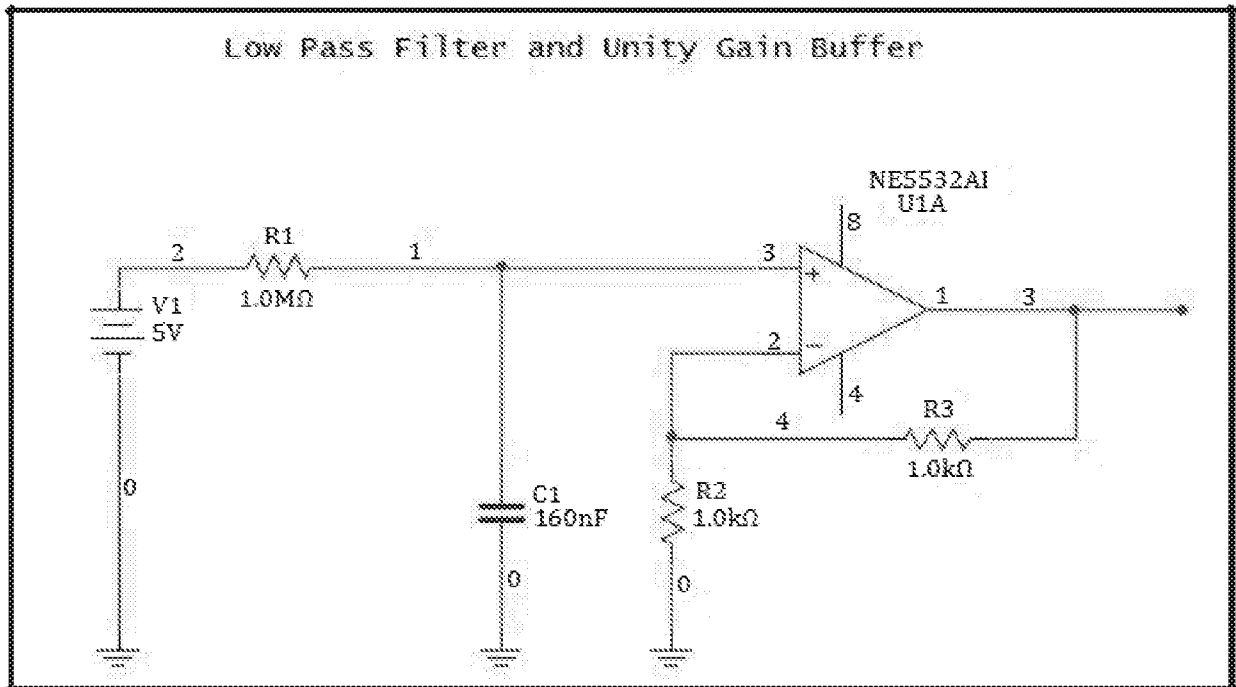 Low Pass Filter and Unity Gain Buffer
NE5532AI
U1A
8
2
R1
1
3
+
1.0MΩ
V1
5V
1
3
2
−
4
4
R3
1.0kΩ
0
C1
160nF
R2
1.0kΩ
0
0